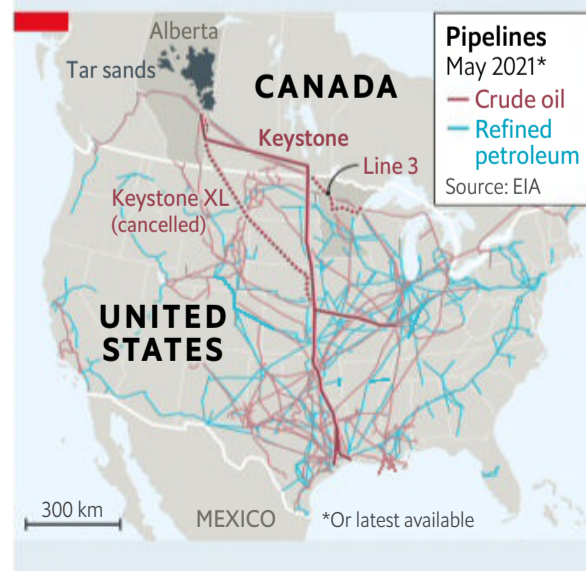 Alberta
Tar sands
CANADA
Pipelines
May 2021*
Crude oil
Refined
petroleum
Source: EIA
Keystone
Line 3
Keystone XL
(cancelled)
UNITED
STATES
300 km
MEXICO
*Or latest available